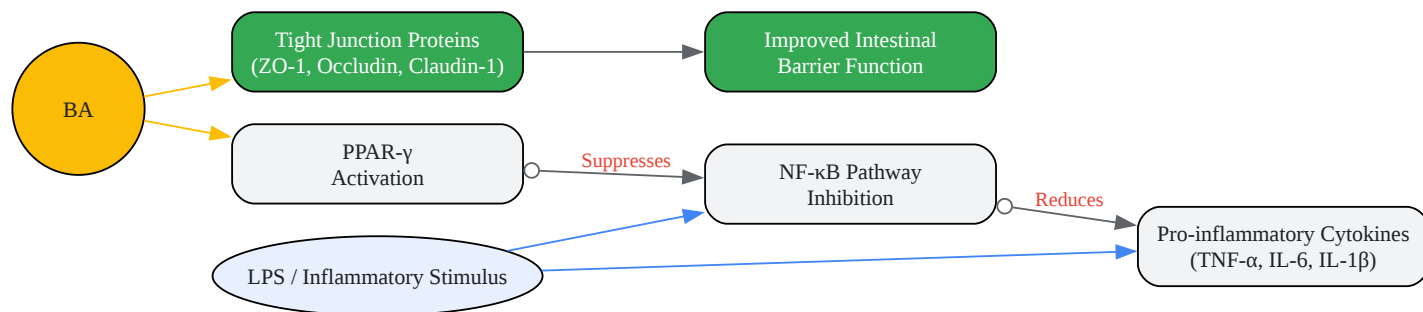 BA
Tight Junction Proteins
(ZO-1, Occludin, Claudin-1)
Improved Intestinal
Barrier Function
PPAR-γ
Activation
Suppresses
NF-κB Pathway
Inhibition
Reduces
LPS / Inflammatory Stimulus
Pro-inflammatory Cytokines
(TNF-α, IL-6, IL-1β)